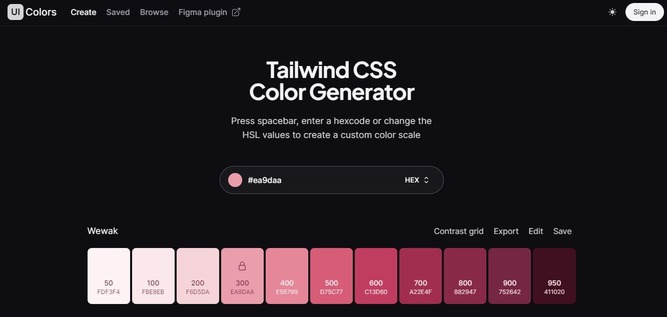 UI Colors Create Saved Browse Figma plugin Sign in
Tailwind CSS
Color Generator
Press spacebar, enter a hexcode or change the
HSL values to create a custom color scale
#ea9daa HEX
Wewak Contrast grid Export Edit Save
50 100 200 300 400 500 600 700 800 900 950
FDF3F4 FBE8EB F6D5DA EA9DAA E58799 D75C77 C13D60 A22E4F 882947 752642 411020